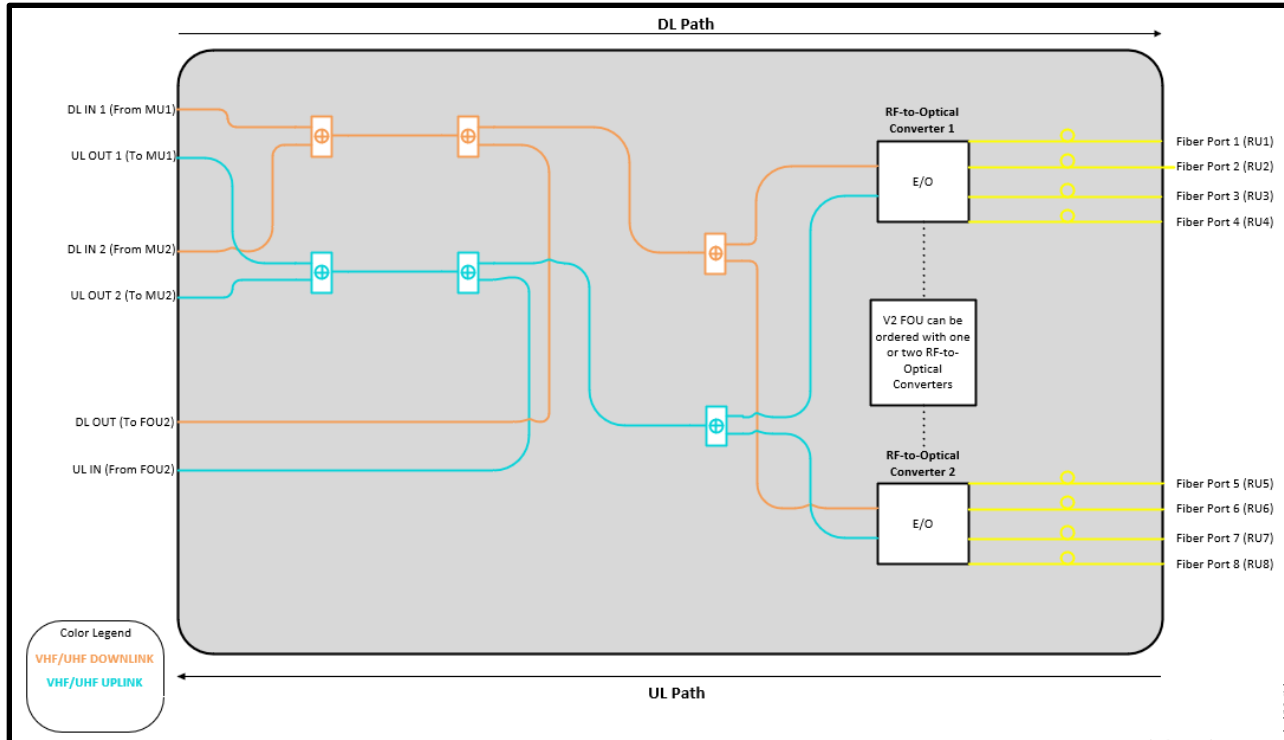 DL Path
DL IN 1 (From MU1)
UL OUT 1 (To MU1)
DL IN 2 (From MU2)
UL OUT 2 (To MU2)
DL OUT (To FOU2)
UL IN (From FOU2)
RF-to-Optical
Converter 1
E/O
Fiber Port 1 (RU1)
Fiber Port 2 (RU2)
Fiber Port 3 (RU3)
Fiber Port 4 (RU4)
V2 FOU can be
ordered with one
or two RF-to-
Optical
Converters
RF-to-Optical
Converter 2
E/O
Fiber Port 5 (RU5)
Fiber Port 6 (RU6)
Fiber Port 7 (RU7)
Fiber Port 8 (RU8)
Color Legend
VHF/UHF DOWNLINK
VHF/UHF UPLINK
UL Path